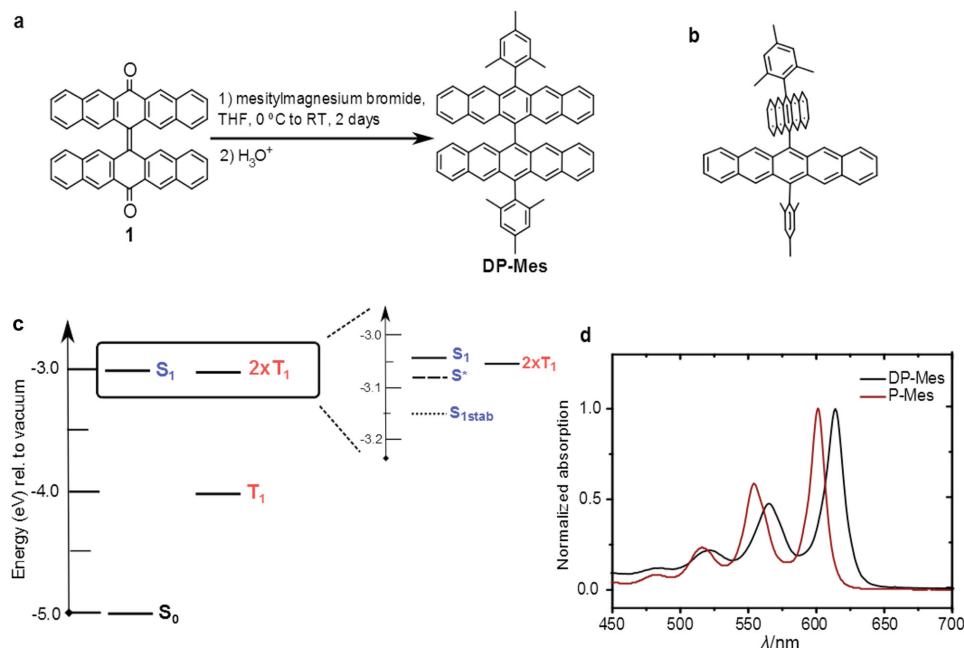 a
b
O
1) mesitylmagnesium bromide,
THF, 0 ºC to RT, 2 days
2) H₃O⁺
O
1
DP-Mes
c
d
Energy (eV) rel. to vacuum
-3.0
-4.0
-5.0
S₁
2xT₁
T₁
S₀
-3.0
-3.1
-3.2
S₁
S*
S₁stab
2xT₁
Normalized absorption
1.0
0.5
0.0
DP-Mes
P-Mes
450 500 550 600 650 700
λ/nm